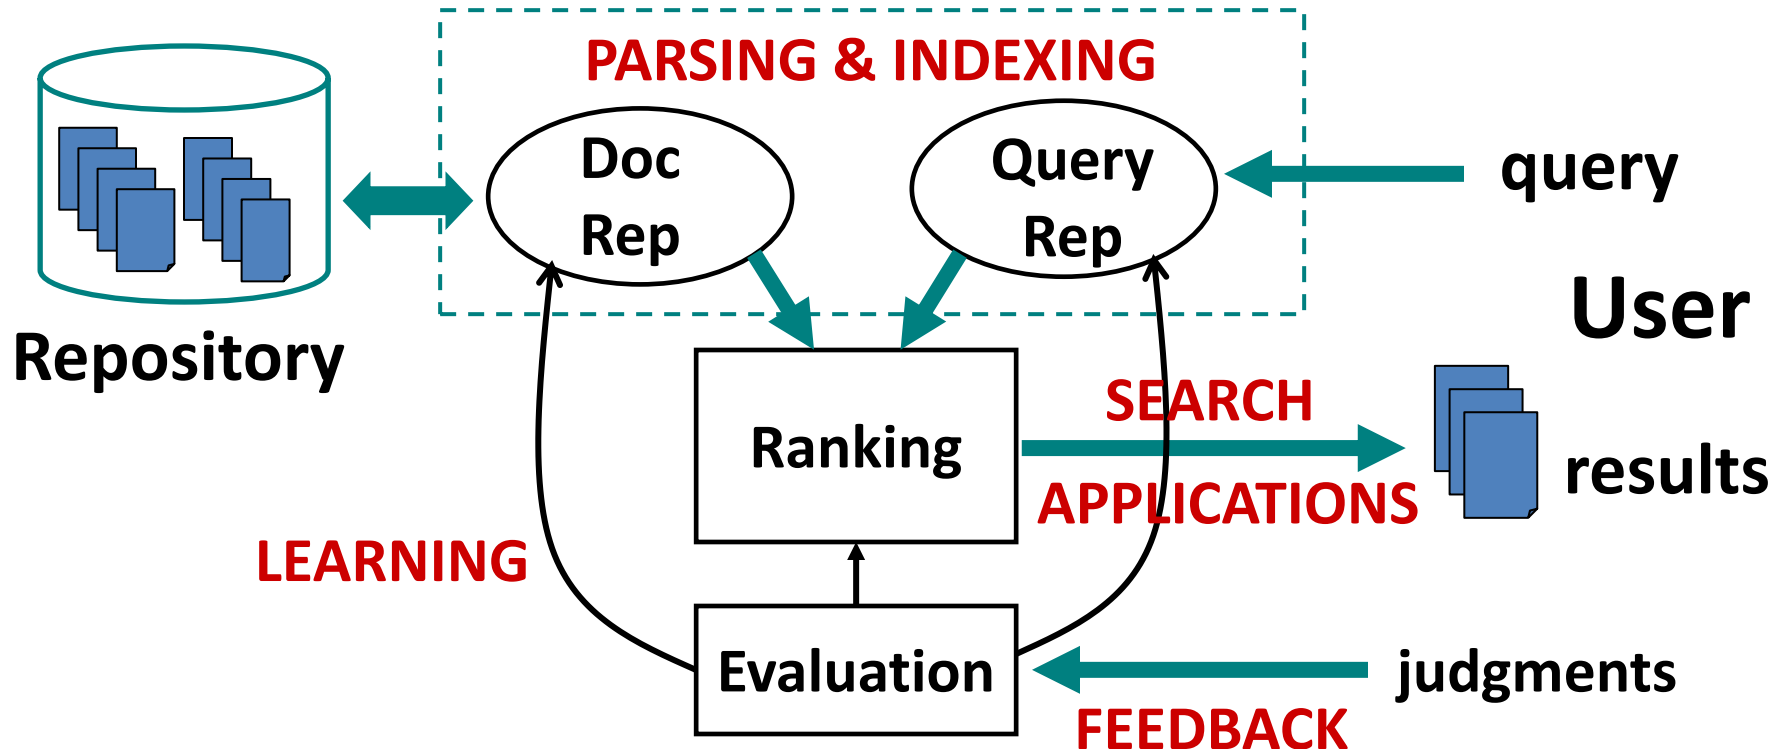 PARSING & INDEXING
Doc
Rep
Query
Rep
query
Repository
User
Ranking
SEARCH
APPLICATIONS
results
LEARNING
Evaluation
judgments
FEEDBACK